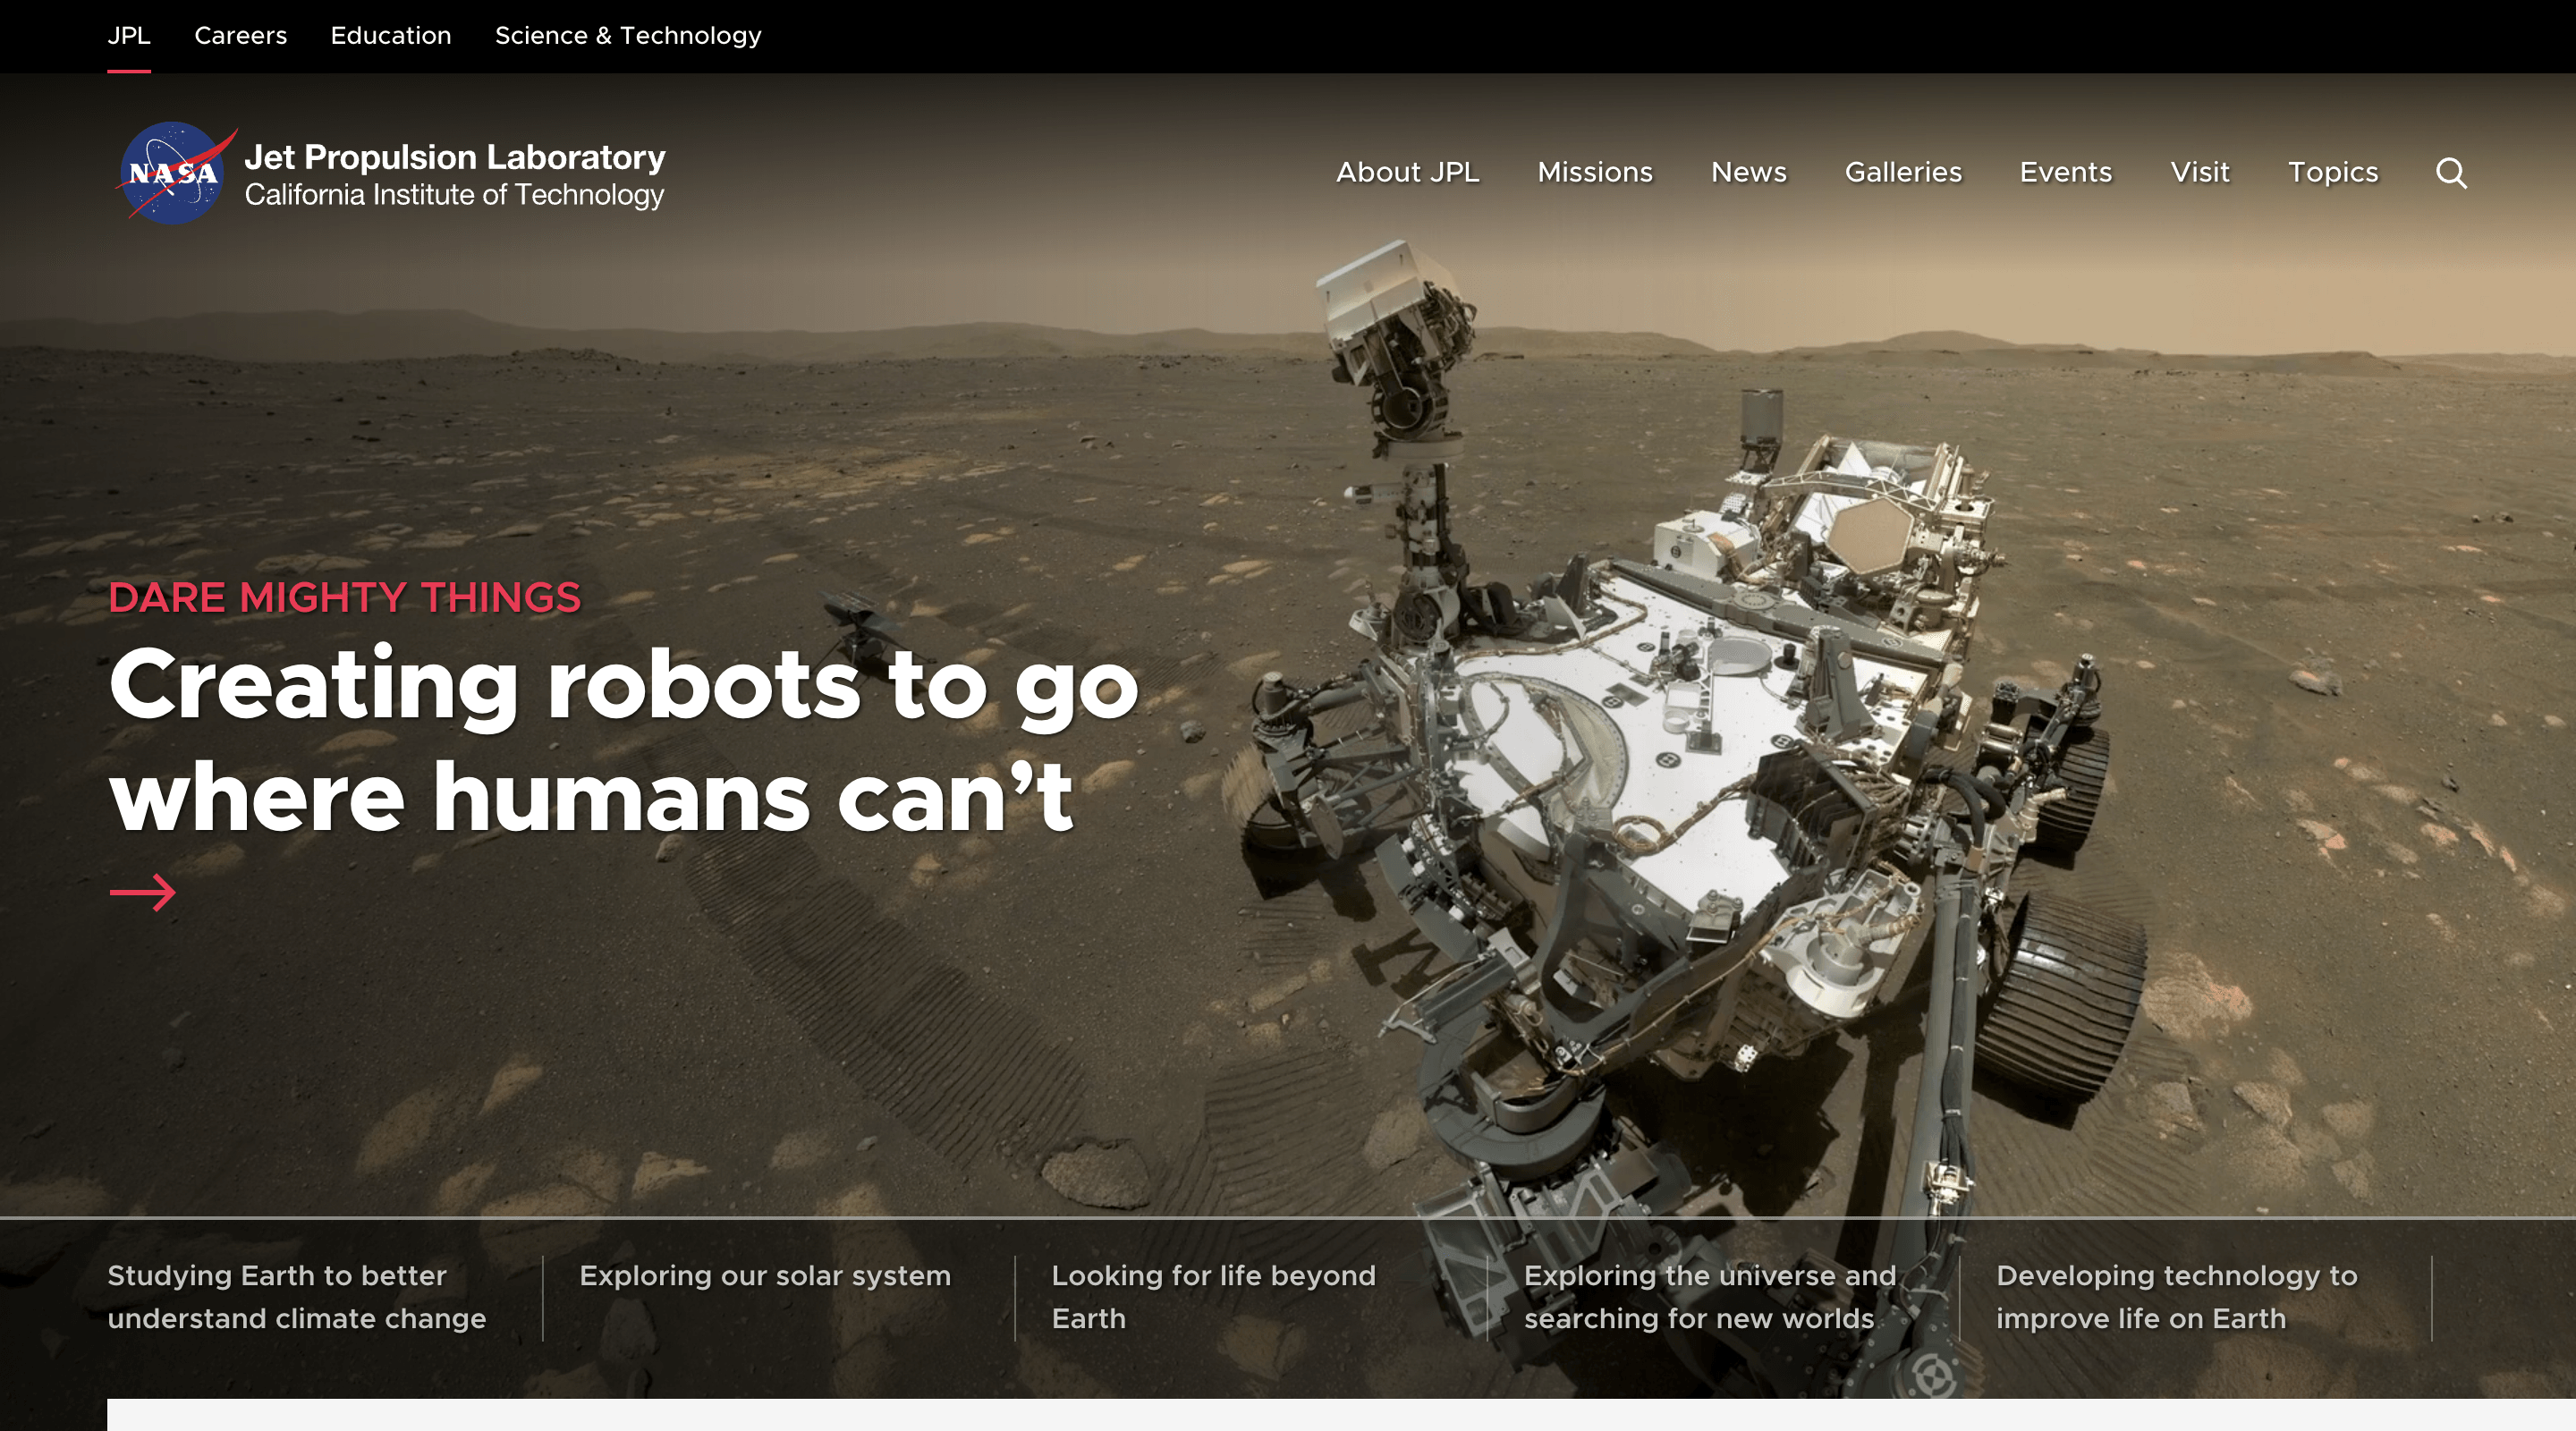 JPL Careers Education Science & Technology
NASA
Jet Propulsion Laboratory
California Institute of Technology
About JPL Missions News Galleries Events Visit Topics
DARE MIGHTY THINGS
Creating robots to go
where humans can’t
Studying Earth to better
understand climate change
Exploring our solar system
Looking for life beyond
Earth
Exploring the universe and
searching for new worlds
Developing technology to
improve life on Earth